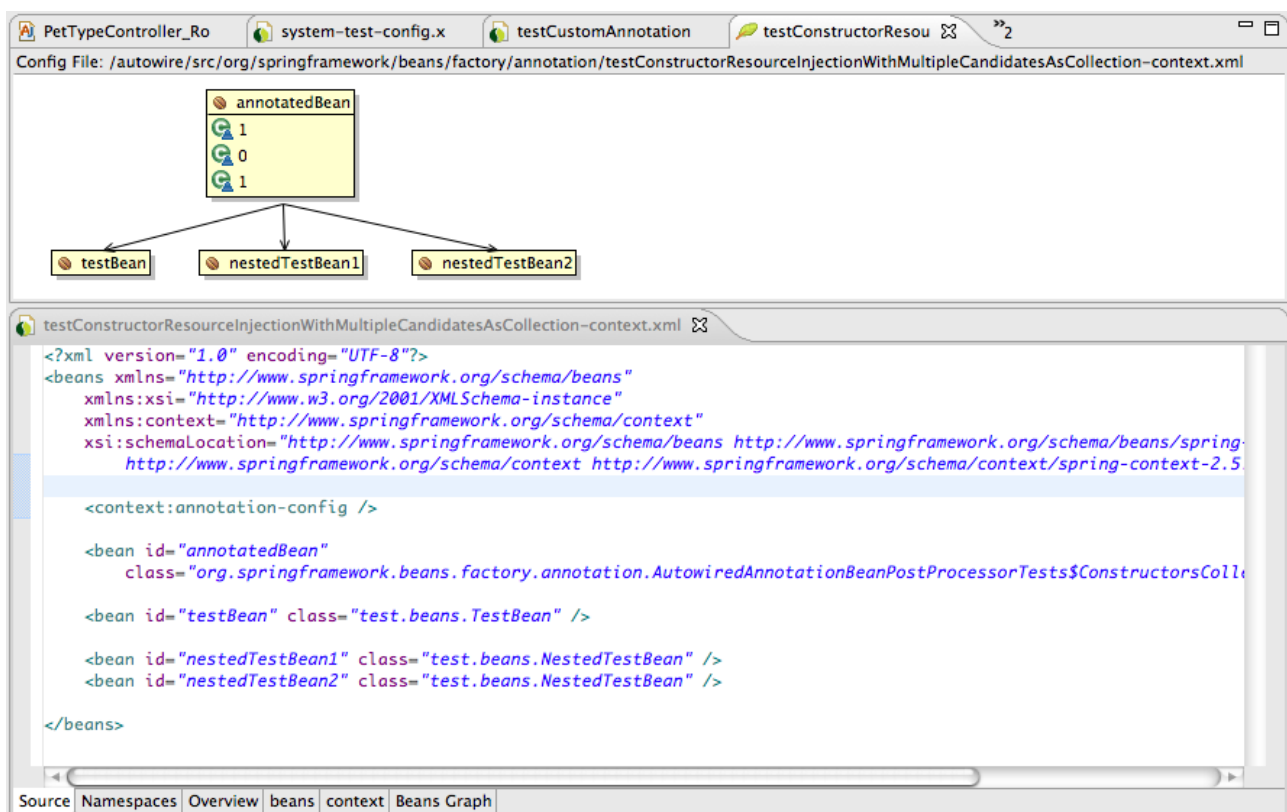 PetTypeController_Ro system-test-config.x testCustomAnnotation testConstructorResou »2
Config File: /autowire/src/org/springframework/beans/factory/annotation/testConstructorResourceInjectionWithMultipleCandidatesAsCollection-context.xml
annotatedBean
1
0
1
testBean nestedTestBean1 nestedTestBean2
testConstructorResourceInjectionWithMultipleCandidatesAsCollection-context.xml
<?xml version="1.0" encoding="UTF-8"?>
<beans xmlns="http://www.springframework.org/schema/beans"
xmlns:xsi="http://www.w3.org/2001/XMLSchema-instance"
xmlns:context="http://www.springframework.org/schema/context"
xsi:schemaLocation="http://www.springframework.org/schema/beans http://www.springframework.org/schema/beans/spring-
http://www.springframework.org/schema/context http://www.springframework.org/schema/context/spring-context-2.5.
<context:annotation-config />
<bean id="annotatedBean"
class="org.springframework.beans.factory.annotation.AutowiredAnnotationBeanPostProcessorTests$ConstructorsColle
<bean id="testBean" class="test.beans.TestBean" />
<bean id="nestedTestBean1" class="test.beans.NestedTestBean" />
<bean id="nestedTestBean2" class="test.beans.NestedTestBean" />
</beans>
Source Namespaces Overview beans context Beans Graph